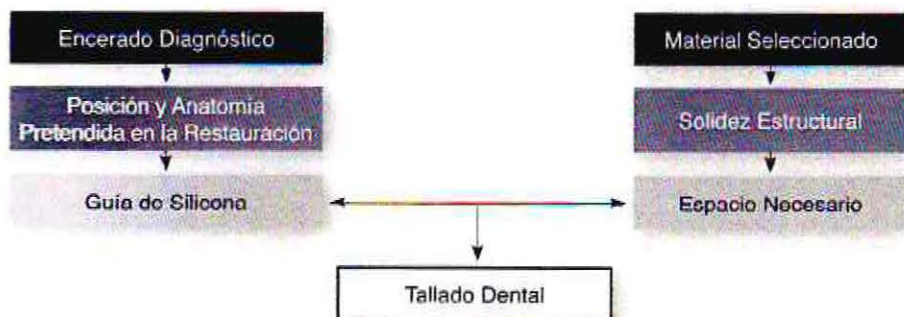 Encerado Diagnóstico
Posición y Anatomía
Pretendida en la Restauración
Guía de Silicona
Material Seleccionado
Solidez Estructural
Espacio Necesario
Tallado Dental